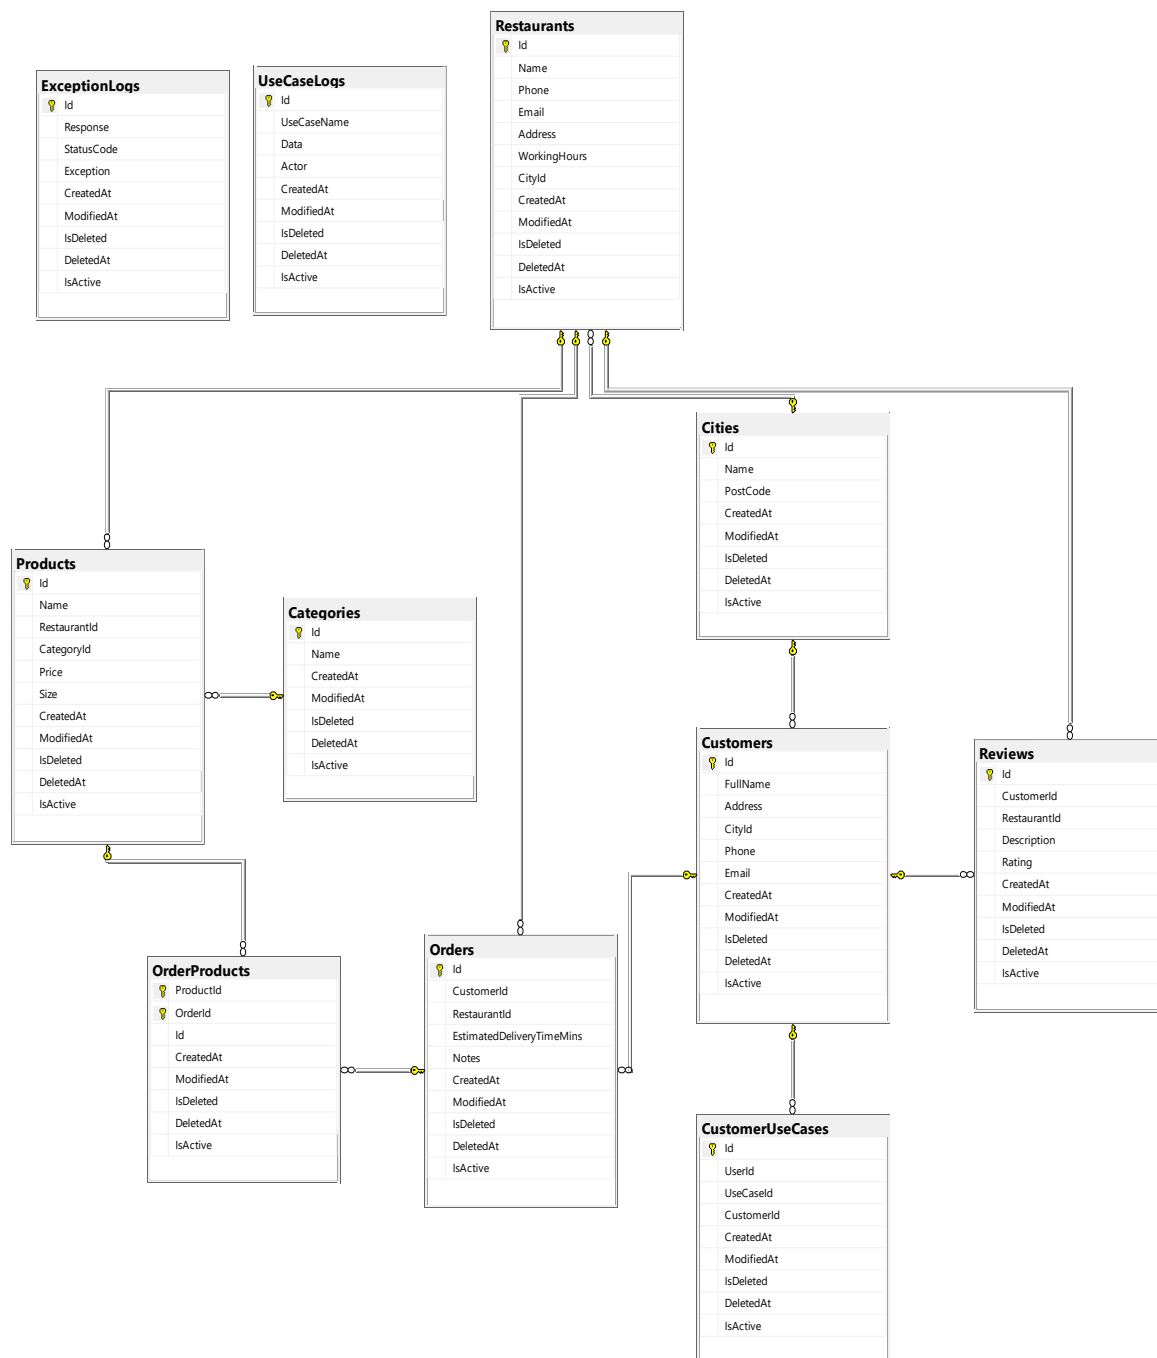 Restaurants
Id
Name
Phone
Email
Address
WorkingHours
CityId
CreatedAt
ModifiedAt
IsDeleted
DeletedAt
IsActive
ExceptionLogs
Id
Response
StatusCode
Exception
CreatedAt
ModifiedAt
IsDeleted
DeletedAt
IsActive
UseCaseLogs
Id
UseCaseName
Data
Actor
CreatedAt
ModifiedAt
IsDeleted
DeletedAt
IsActive
Cities
Id
Name
PostCode
CreatedAt
ModifiedAt
IsDeleted
DeletedAt
IsActive
Products
Id
Name
RestaurantId
CategoryId
Price
Size
CreatedAt
ModifiedAt
IsDeleted
DeletedAt
IsActive
Categories
Id
Name
CreatedAt
ModifiedAt
IsDeleted
DeletedAt
IsActive
Customers
Id
FullName
Address
CityId
Phone
Email
CreatedAt
ModifiedAt
IsDeleted
DeletedAt
IsActive
Reviews
Id
CustomerId
RestaurantId
Description
Rating
CreatedAt
ModifiedAt
IsDeleted
DeletedAt
IsActive
OrderProducts
ProductId
OrderId
Id
CreatedAt
ModifiedAt
IsDeleted
DeletedAt
IsActive
Orders
Id
CustomerId
RestaurantId
EstimatedDeliveryTimeMins
Notes
CreatedAt
ModifiedAt
IsDeleted
DeletedAt
IsActive
CustomerUseCases
Id
UserId
UseCaseId
CustomerId
CreatedAt
ModifiedAt
IsDeleted
DeletedAt
IsActive